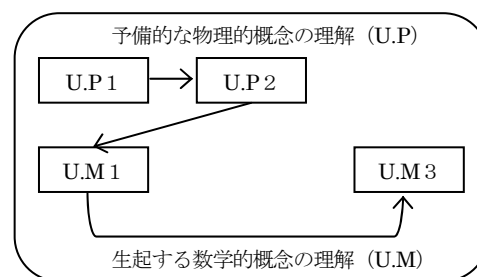 予備的な物理的概念の理解（U.P）
U.P 1
U.P 2
U.M 1
U.M 3
生起する数学的概念の理解（U.M）